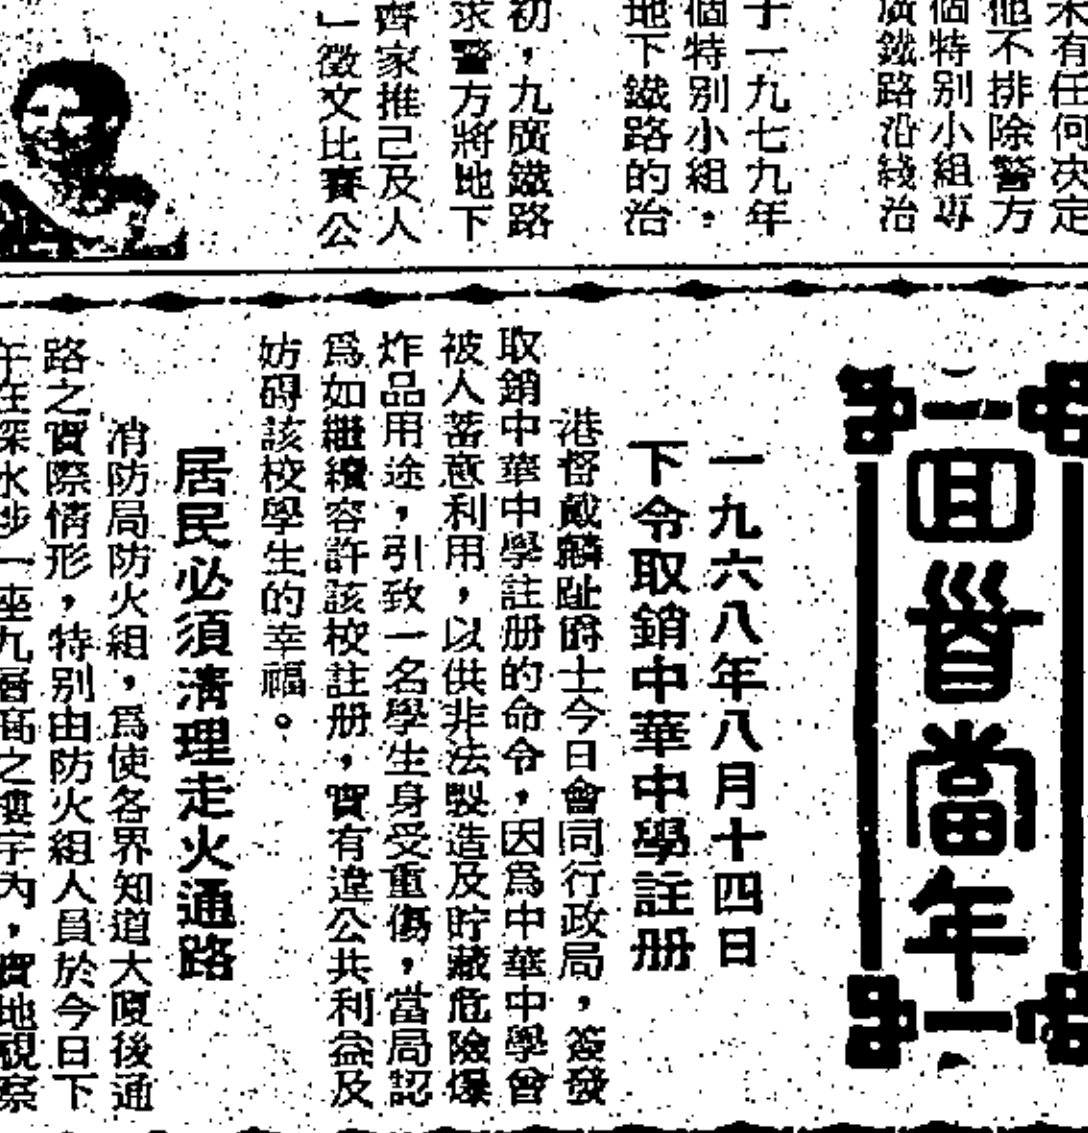 未有任何決定
他不排除警方
個特别小組專
廣鐵路沿綫治
于一九七九年
個特别小組，
地下鐵路的治
初，九廣鐵路
求警方將地下
齊家推己及人
」徵文比賽公
回首當年
一九六八年八月十四日
下令取銷中華中學註册
港督戴麟趾爵士今日會同行政局，簽發
取銷中華中學註册的命令，因爲中華中學曾
被人蓄意利用，以供非法製造及貯藏危險爆
炸品用途，引致一名學生身受重傷，當局認
爲如繼續容許該校註册，實有違公共利益及
妨碍該校學生的幸福。
居民必須清理走火通路
消防局防火組，爲使各界知道大厦後通
路之實際情形，特别由防火組人員於今日下
午在深水埗一座九層高之樓宇内，實地視察